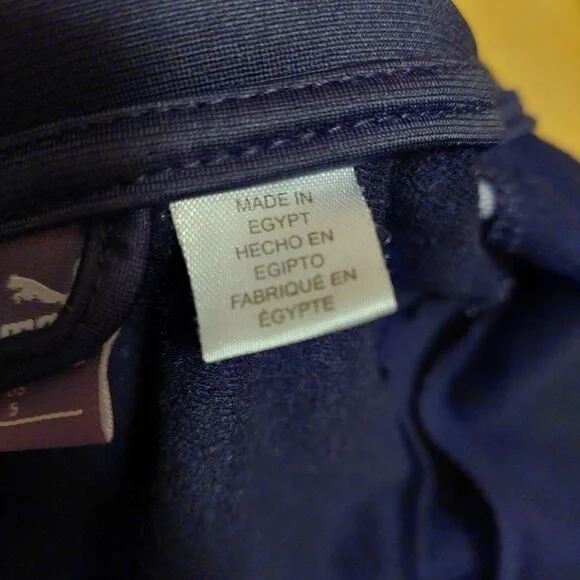 MADE IN
EGYPT
HECHO EN
EGIPTO
FABRIQUÉ EN
ÉGYPTE
S